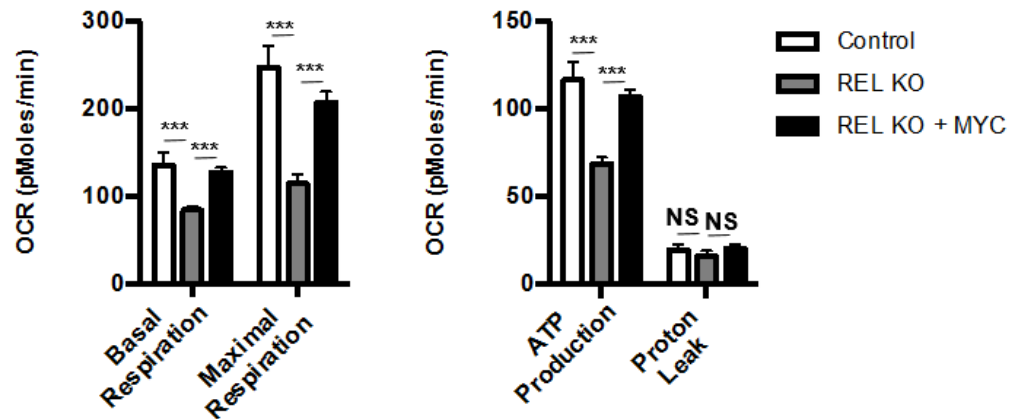 OCR (pMoles/min)
300
200
100
0
***
***
***
***
Basal
Respiration
Maximal
Respiration
OCR (pMoles/min)
150
100
50
0
***
***
NS
NS
ATP
Production
Proton
Leak
Control
REL KO
REL KO + MYC